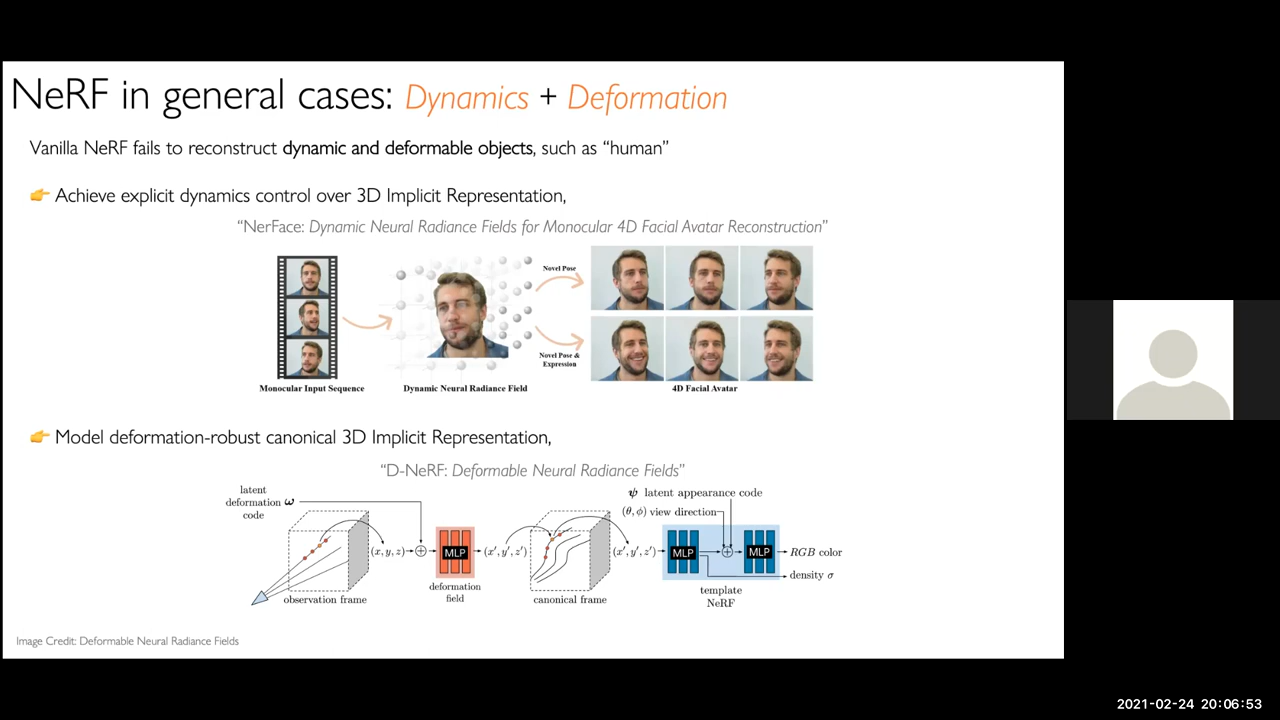 NeRF in general cases: Dynamics + Deformation
Vanilla NeRF fails to reconstruct dynamic and deformable objects, such as “human”
👉 Achieve explicit dynamics control over 3D Implicit Representation,
“NerFace: Dynamic Neural Radiance Fields for Monocular 4D Facial Avatar Reconstruction”
Novel Pose
Novel Pose &
Expression
Monocular Input Sequence
Dynamic Neural Radiance Field
4D Facial Avatar
👉 Model deformation-robust canonical 3D Implicit Representation,
“D-NeRF: Deformable Neural Radiance Fields”
latent
deformation ω
code
ψ latent appearance code
(θ, ϕ) view direction
(x, y, z)
⊕
MLP
(x′, y′, z′)
(x′, y′, z′)
MLP
⊕
MLP
RGB color
density σ
observation frame
deformation
field
canonical frame
template
NeRF
Image Credit: Deformable Neural Radiance Fields
2021-02-24 20:06:53